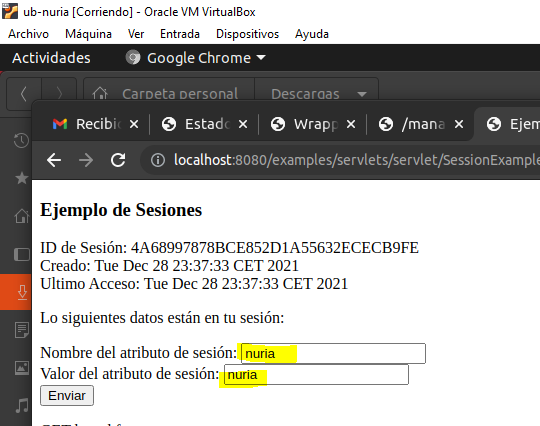 ub-nuria [Corriendo] - Oracle VM VirtualBox
Archivo Máquina Ver Entrada Dispositivos Ayuda
Actividades Google Chrome
Carpeta personal Descargas
Recibid Estado Wrapp /mana Ejem
localhost:8080/examples/servlets/servlet/SessionExample
Ejemplo de Sesiones
ID de Sesión: 4A68997878BCE852D1A55632ECECB9FE
Creado: Tue Dec 28 23:37:33 CET 2021
Ultimo Acceso: Tue Dec 28 23:37:33 CET 2021
Lo siguientes datos están en tu sesión:
Nombre del atributo de sesión: nuria
Valor del atributo de sesión: nuria
Enviar